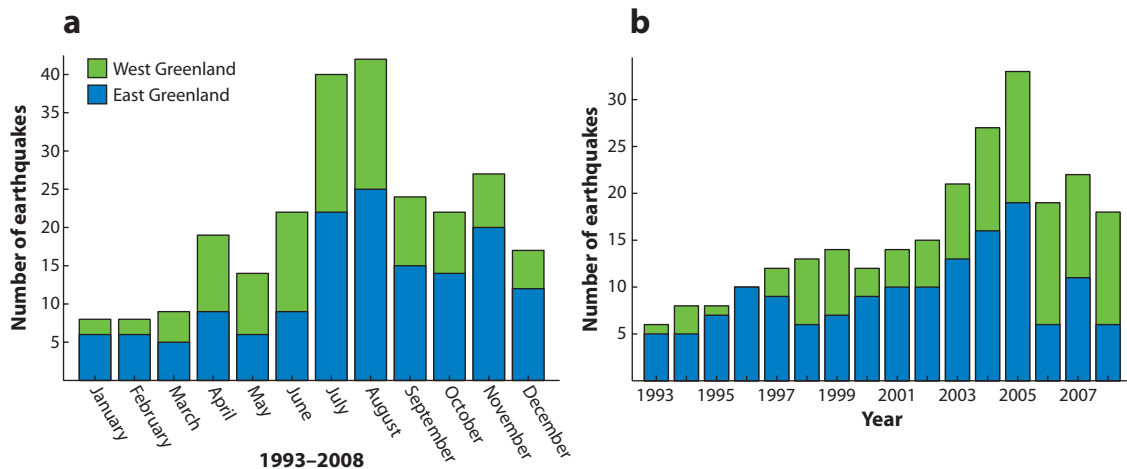 a
West Greenland
East Greenland
Number of earthquakes
40
35
30
25
20
15
10
5
January
February
March
April
May
June
July
August
September
October
November
December
1993–2008
b
Number of earthquakes
30
25
20
15
10
5
1993
1995
1997
1999
2001
2003
2005
2007
Year